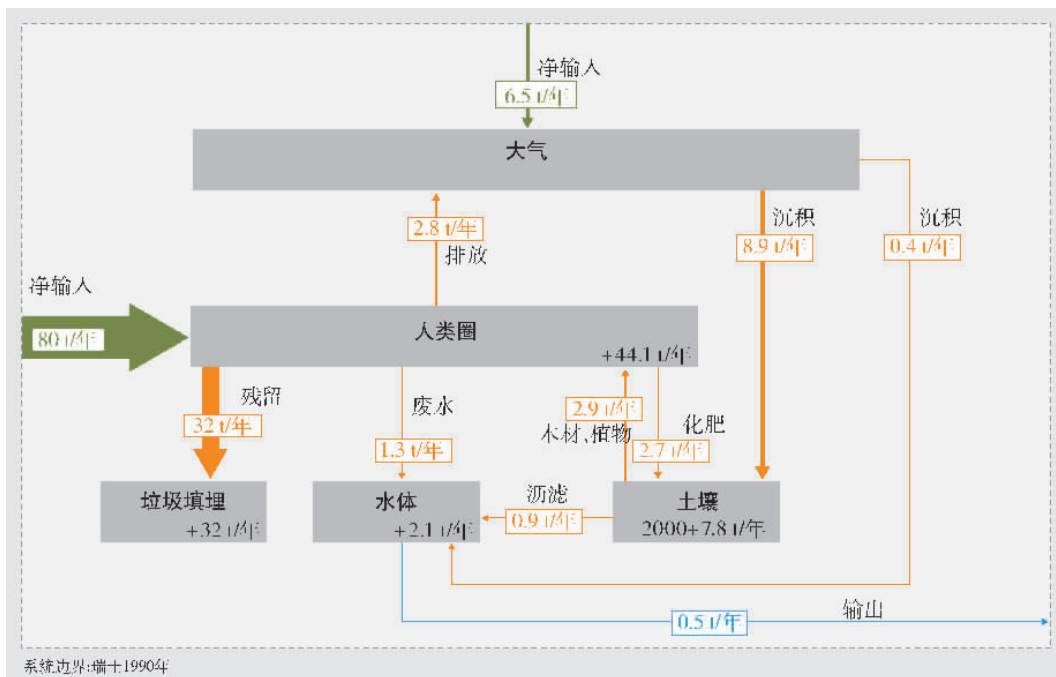 净输入
6.5 t/年
大气
2.8 t/年
排放
沉积
8.9 t/年
沉积
0.4 t/年
净输入
80 t/年
人类圈
+44.1 t/年
残留
32 t/年
废水
1.3 t/年
2.9 t/年
木材、植物
化肥
2.7 t/年
垃圾填埋
+32 t/年
水体
+2.1 t/年
沥滤
0.9 t/年
土壤
2000+7.8 t/年
输出
0.5 t/年
系统边界:瑞士1990年